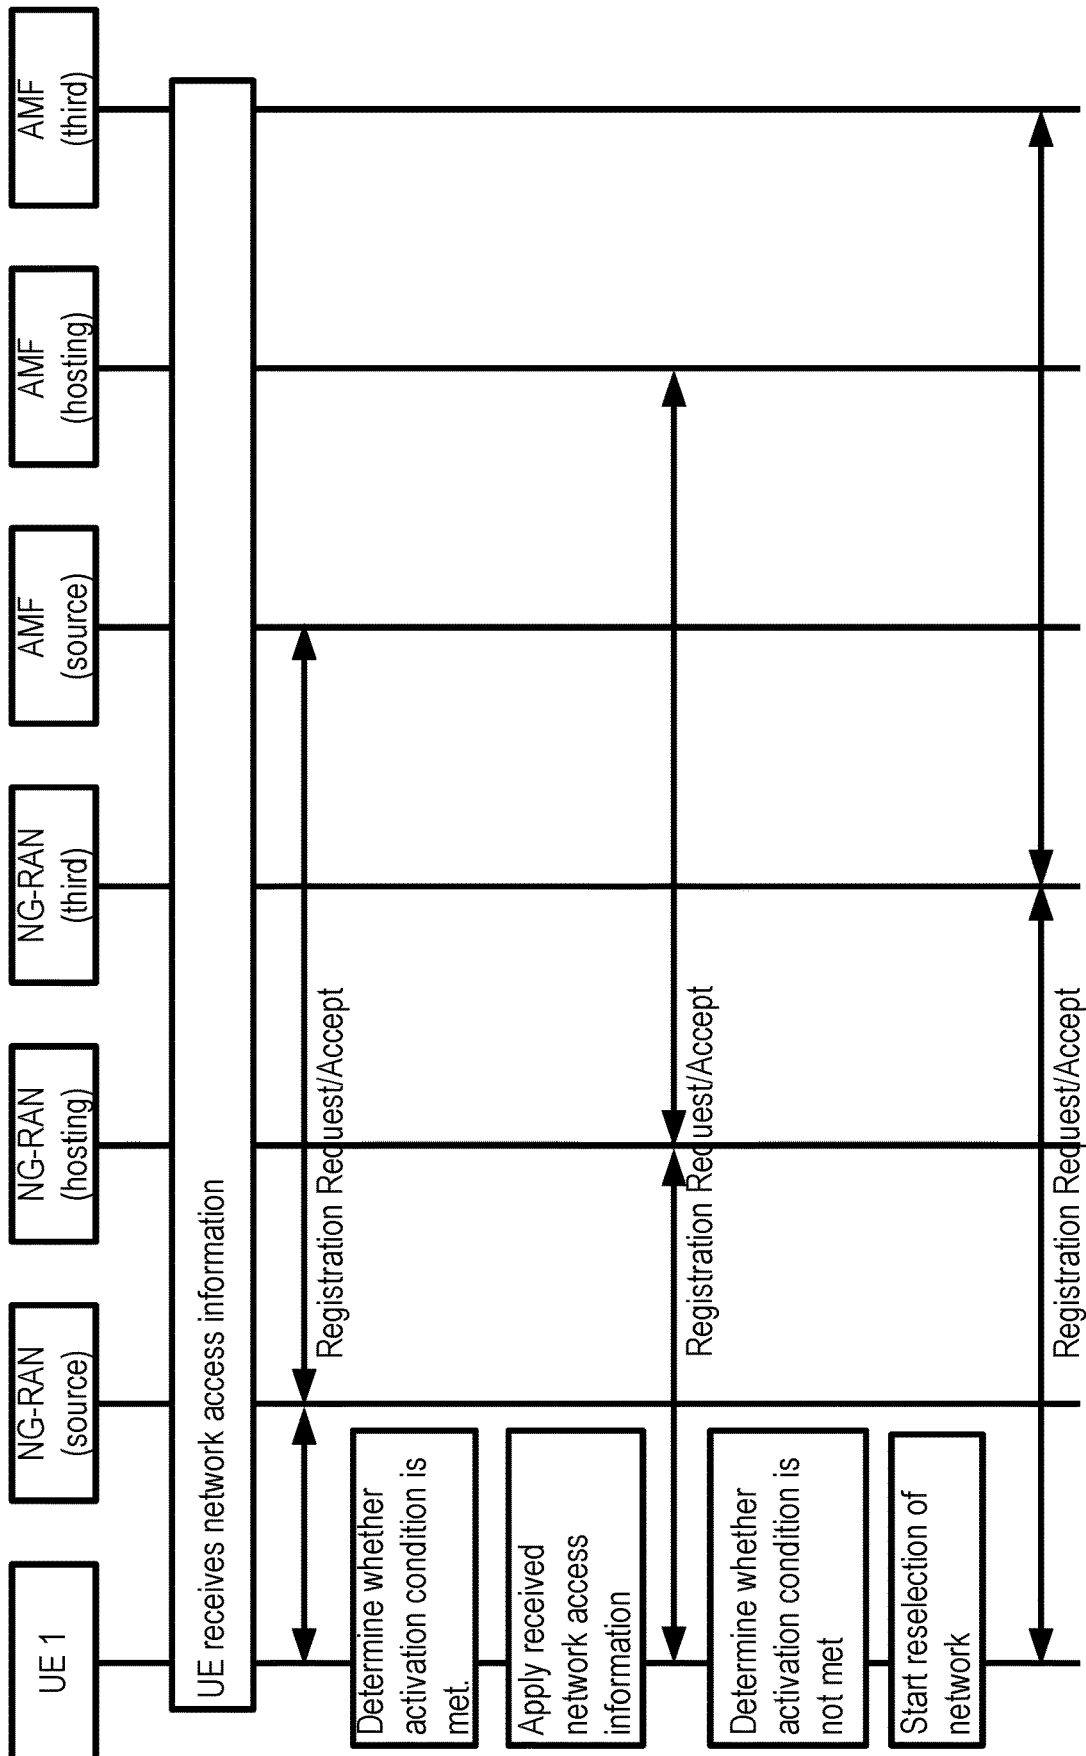 UE 1
NG-RAN
(source)
NG-RAN
(hosting)
NG-RAN
(third)
AMF
(source)
AMF
(hosting)
AMF
(third)
UE receives network access information
Registration Request/Accept
Determine whether
activation condition is
met.
Apply received
network access
information
Registration Request/Accept
Determine whether
activation condition is
not met
Start reselection of
network
Registration Request/Accept